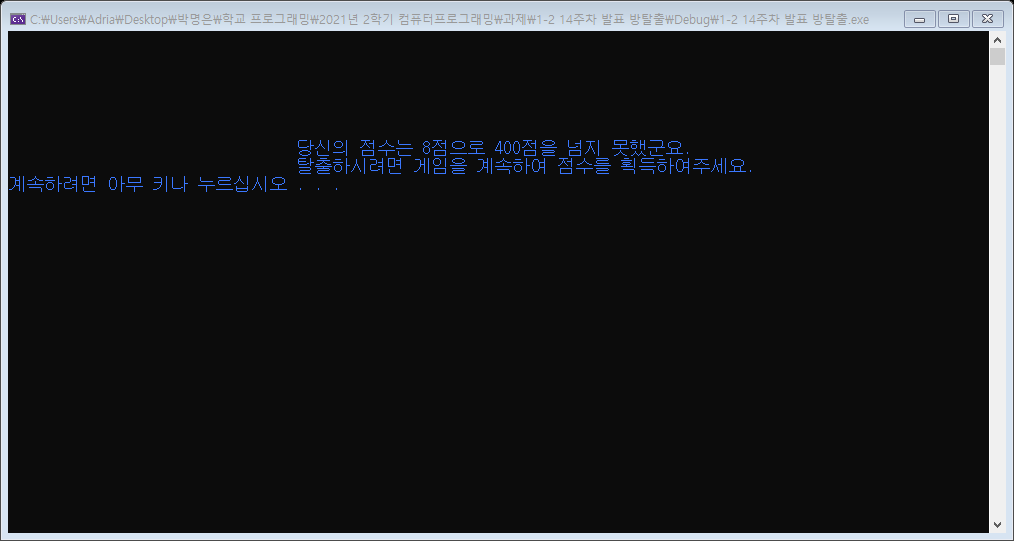 C:\Users\Adria\Desktop\박명은\학교 프로그래밍\2021년 2학기 컴퓨터프로그래밍\과제\1-2 14주차 발표 방탈출\Debug\1-2 14주차 발표 방탈출.exe
당신의 점수는 8점으로 400점을 넘지 못했군요.
탈출하시려면 게임을 계속하여 점수를 획득하여주세요.
계속하려면 아무 키나 누르십시오 . . .